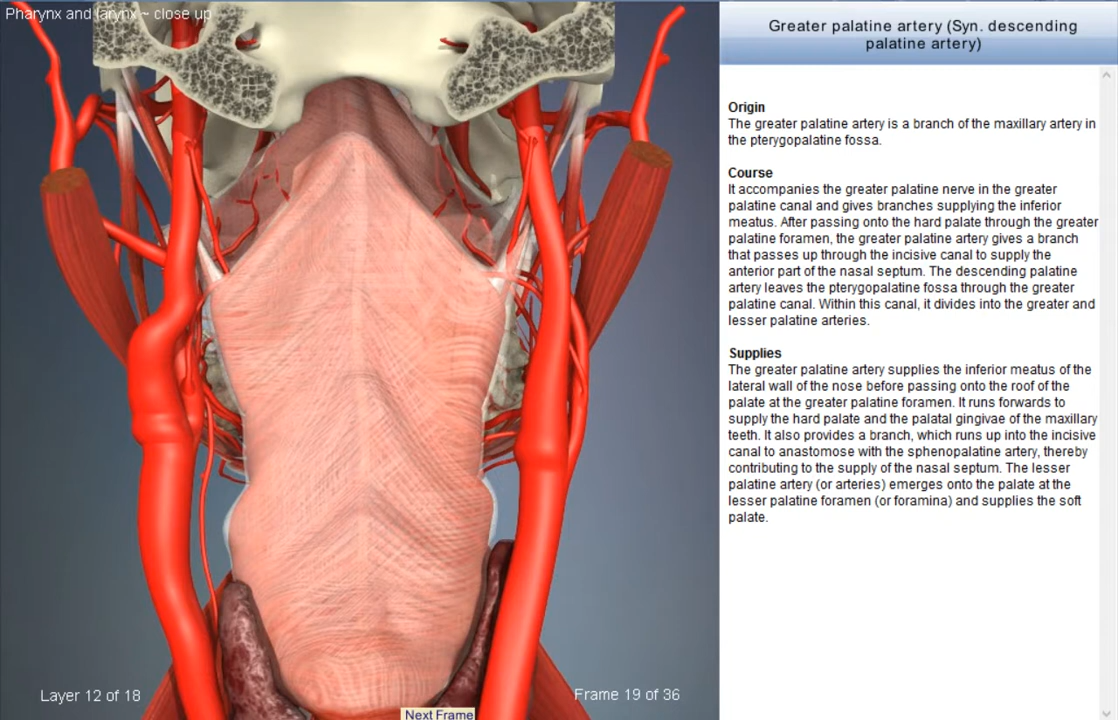 Pharynx and larynx ~ close up
Layer 12 of 18
Frame 19 of 36
Next Frame
Greater palatine artery (Syn. descending
palatine artery)
Origin
The greater palatine artery is a branch of the maxillary artery in
the pterygopalatine fossa.
Course
It accompanies the greater palatine nerve in the greater
palatine canal and gives branches supplying the inferior
meatus. After passing onto the hard palate through the greater
palatine foramen, the greater palatine artery gives a branch
that passes up through the incisive canal to supply the
anterior part of the nasal septum. The descending palatine
artery leaves the pterygopalatine fossa through the greater
palatine canal. Within this canal, it divides into the greater and
lesser palatine arteries.
Supplies
The greater palatine artery supplies the inferior meatus of the
lateral wall of the nose before passing onto the roof of the
palate at the greater palatine foramen. It runs forwards to
supply the hard palate and the palatal gingivae of the maxillary
teeth. It also provides a branch, which runs up into the incisive
canal to anastomose with the sphenopalatine artery, thereby
contributing to the supply of the nasal septum. The lesser
palatine artery (or arteries) emerges onto the palate at the
lesser palatine foramen (or foramina) and supplies the soft
palate.